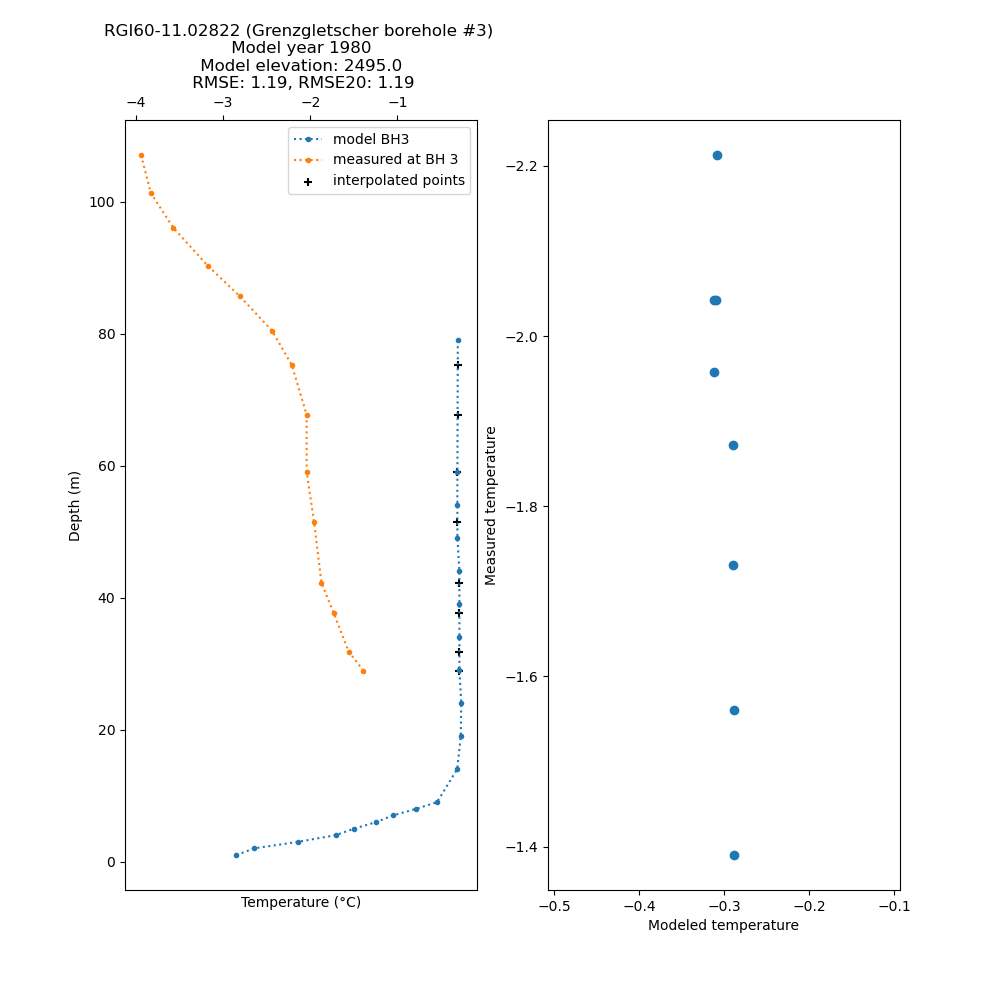 RGI60-11.02822 (Grenzgletscher borehole #3)
Model year 1980
Model elevation: 2495.0
RMSE: 1.19, RMSE20: 1.19
−4 −3 −2 −1
model BH3
measured at BH 3
interpolated points
100
80
60
40
20
0
Depth (m)
Temperature (°C)
−2.2
−2.0
−1.8
−1.6
−1.4
Measured temperature
−0.5 −0.4 −0.3 −0.2 −0.1
Modeled temperature